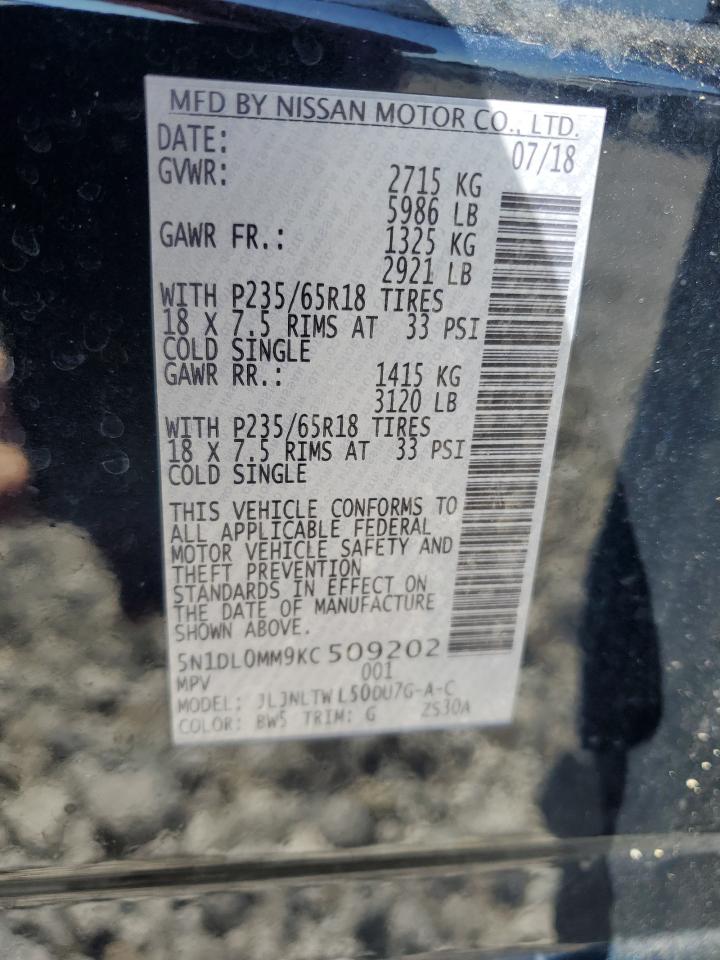 MFD BY NISSAN MOTOR CO., LTD.
DATE: 07/18
GVWR: 2715 KG
5986 LB
GAWR FR.: 1325 KG
2921 LB
WITH P235/65R18 TIRES
18 X 7.5 RIMS AT 33 PSI
COLD SINGLE
GAWR RR.: 1415 KG
3120 LB
WITH P235/65R18 TIRES
18 X 7.5 RIMS AT 33 PSI
COLD SINGLE
THIS VEHICLE CONFORMS TO
ALL APPLICABLE FEDERAL
MOTOR VEHICLE SAFETY AND
THEFT PREVENTION
STANDARDS IN EFFECT ON
THE DATE OF MANUFACTURE
SHOWN ABOVE.
5N1DL0MM9KC 509202
MPV 001
MODEL: JLJNLTWL50DU7G-A-C
COLOR: BW5 TRIM: G ZS30A